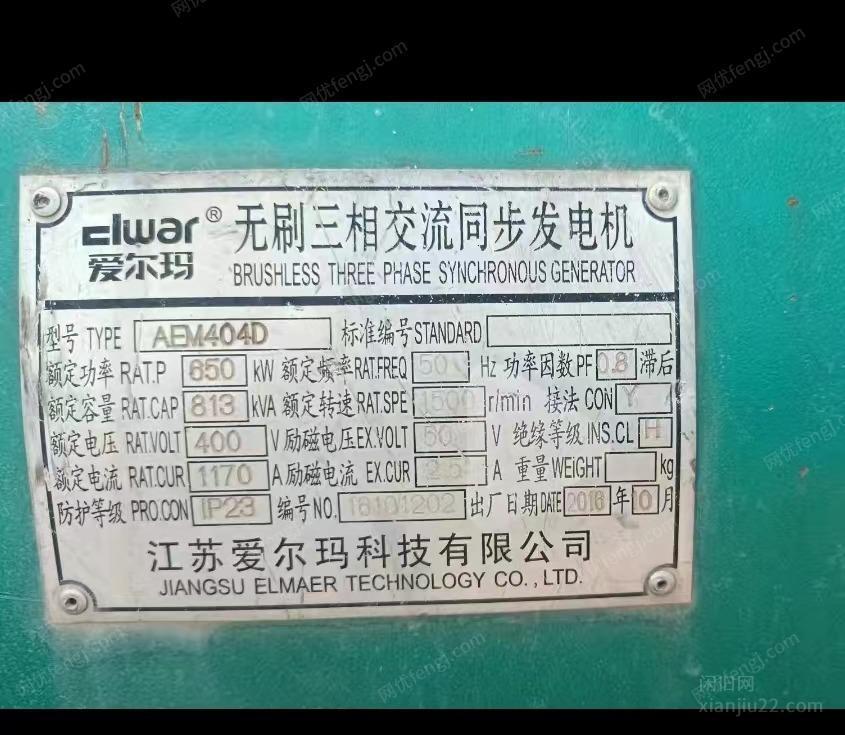 elwar® 无刷三相交流同步发电机
爱尔玛 BRUSHLESS THREE PHASE SYNCHRONOUS GENERATOR
型号 TYPE AEM404D 标准编号 STANDARD
额定功率 RAT.P 650 kW 额定频率 RAT.FREQ 50 Hz 功率因数 PF 0.8 滞后
额定容量 RAT.CAP 813 kVA 额定转速 RAT.SPE 1500 r/min 接法 CON Y
额定电压 RAT.VOLT 400 V 励磁电压 EX.VOLT 50 V 绝缘等级 INS.CL H
额定电流 RAT.CUR 1170 A 励磁电流 EX.CUR 2.5 A 重量 WEIGHT kg
防护等级 PRO.CON IP23 编号 NO. 出厂日期 DATE 年 10 月
江苏爱尔玛科技有限公司
JIANGSU ELMAER TECHNOLOGY CO., LTD.
闲旧网
xianjiu22.com
网优fengj.com